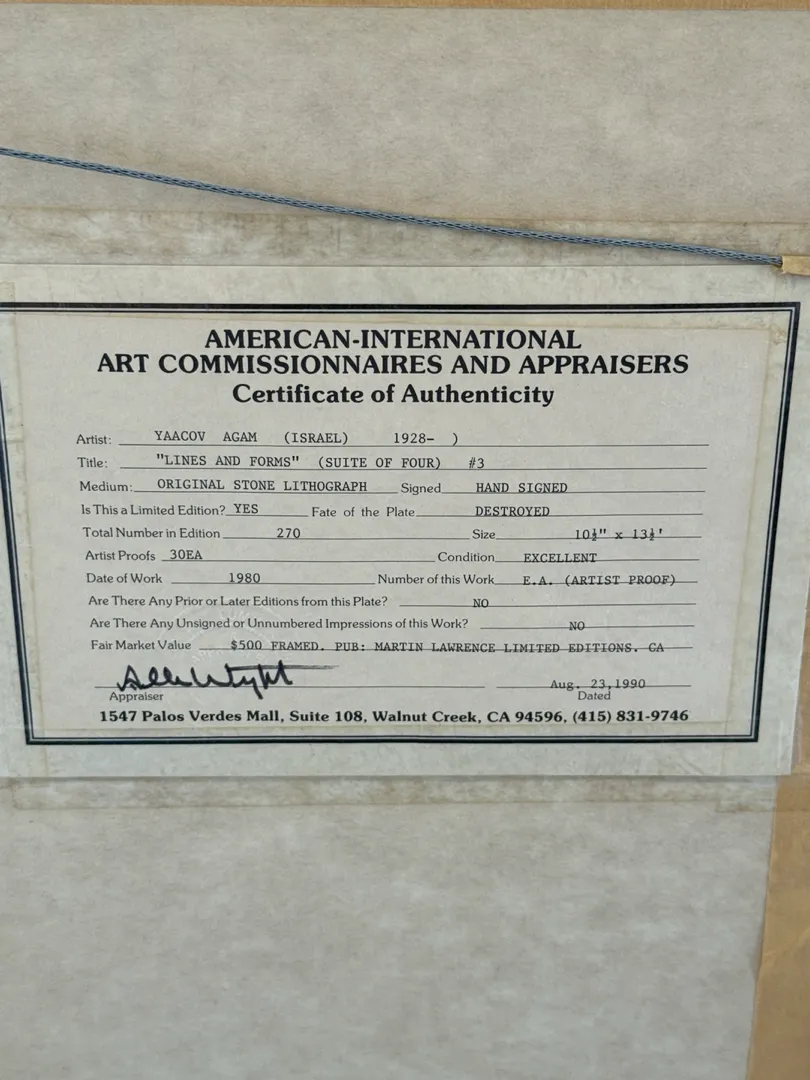 AMERICAN-INTERNATIONAL
ART COMMISSIONNAIRES AND APPRAISERS
Certificate of Authenticity
Artist: YAACOV AGAM (ISRAEL) 1928- )
Title: "LINES AND FORMS" (SUITE OF FOUR) #3
Medium: ORIGINAL STONE LITHOGRAPH Signed HAND SIGNED
Is This a Limited Edition? YES Fate of the Plate DESTROYED
Total Number in Edition 270 Size 10½" x 13½'
Artist Proofs 30EA Condition EXCELLENT
Date of Work 1980 Number of this Work E.A. (ARTIST PROOF)
Are There Any Prior or Later Editions from this Plate? NO
Are There Any Unsigned or Unnumbered Impressions of this Work? NO
Fair Market Value $500 FRAMED. PUB: MARTIN LAWRENCE LIMITED EDITIONS. CA
Aug. 23,1990
Appraiser Dated
1547 Palos Verdes Mall, Suite 108, Walnut Creek, CA 94596, (415) 831-9746